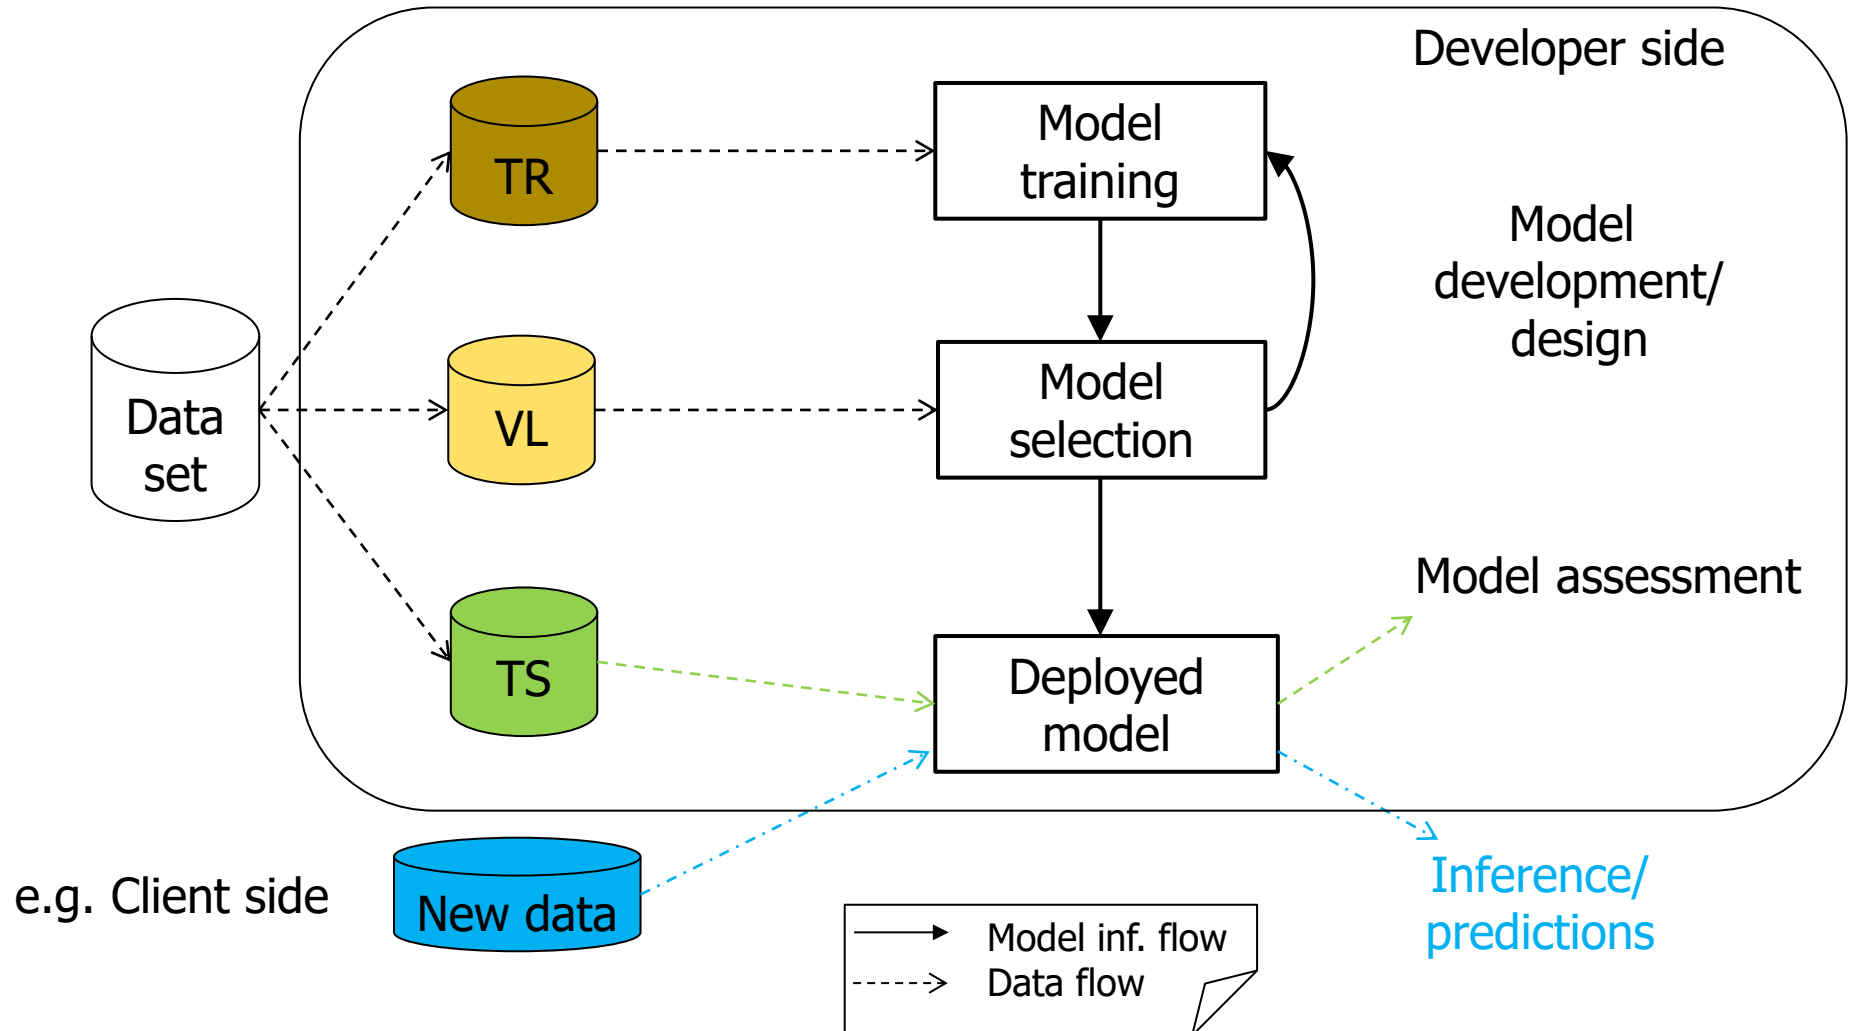 Developer side
TR
Model
training
Model
development/
design
Data
set
VL
Model
selection
Model assessment
TS
Deployed
model
e.g. Client side
New data
Inference/
predictions
Model inf. flow
Data flow